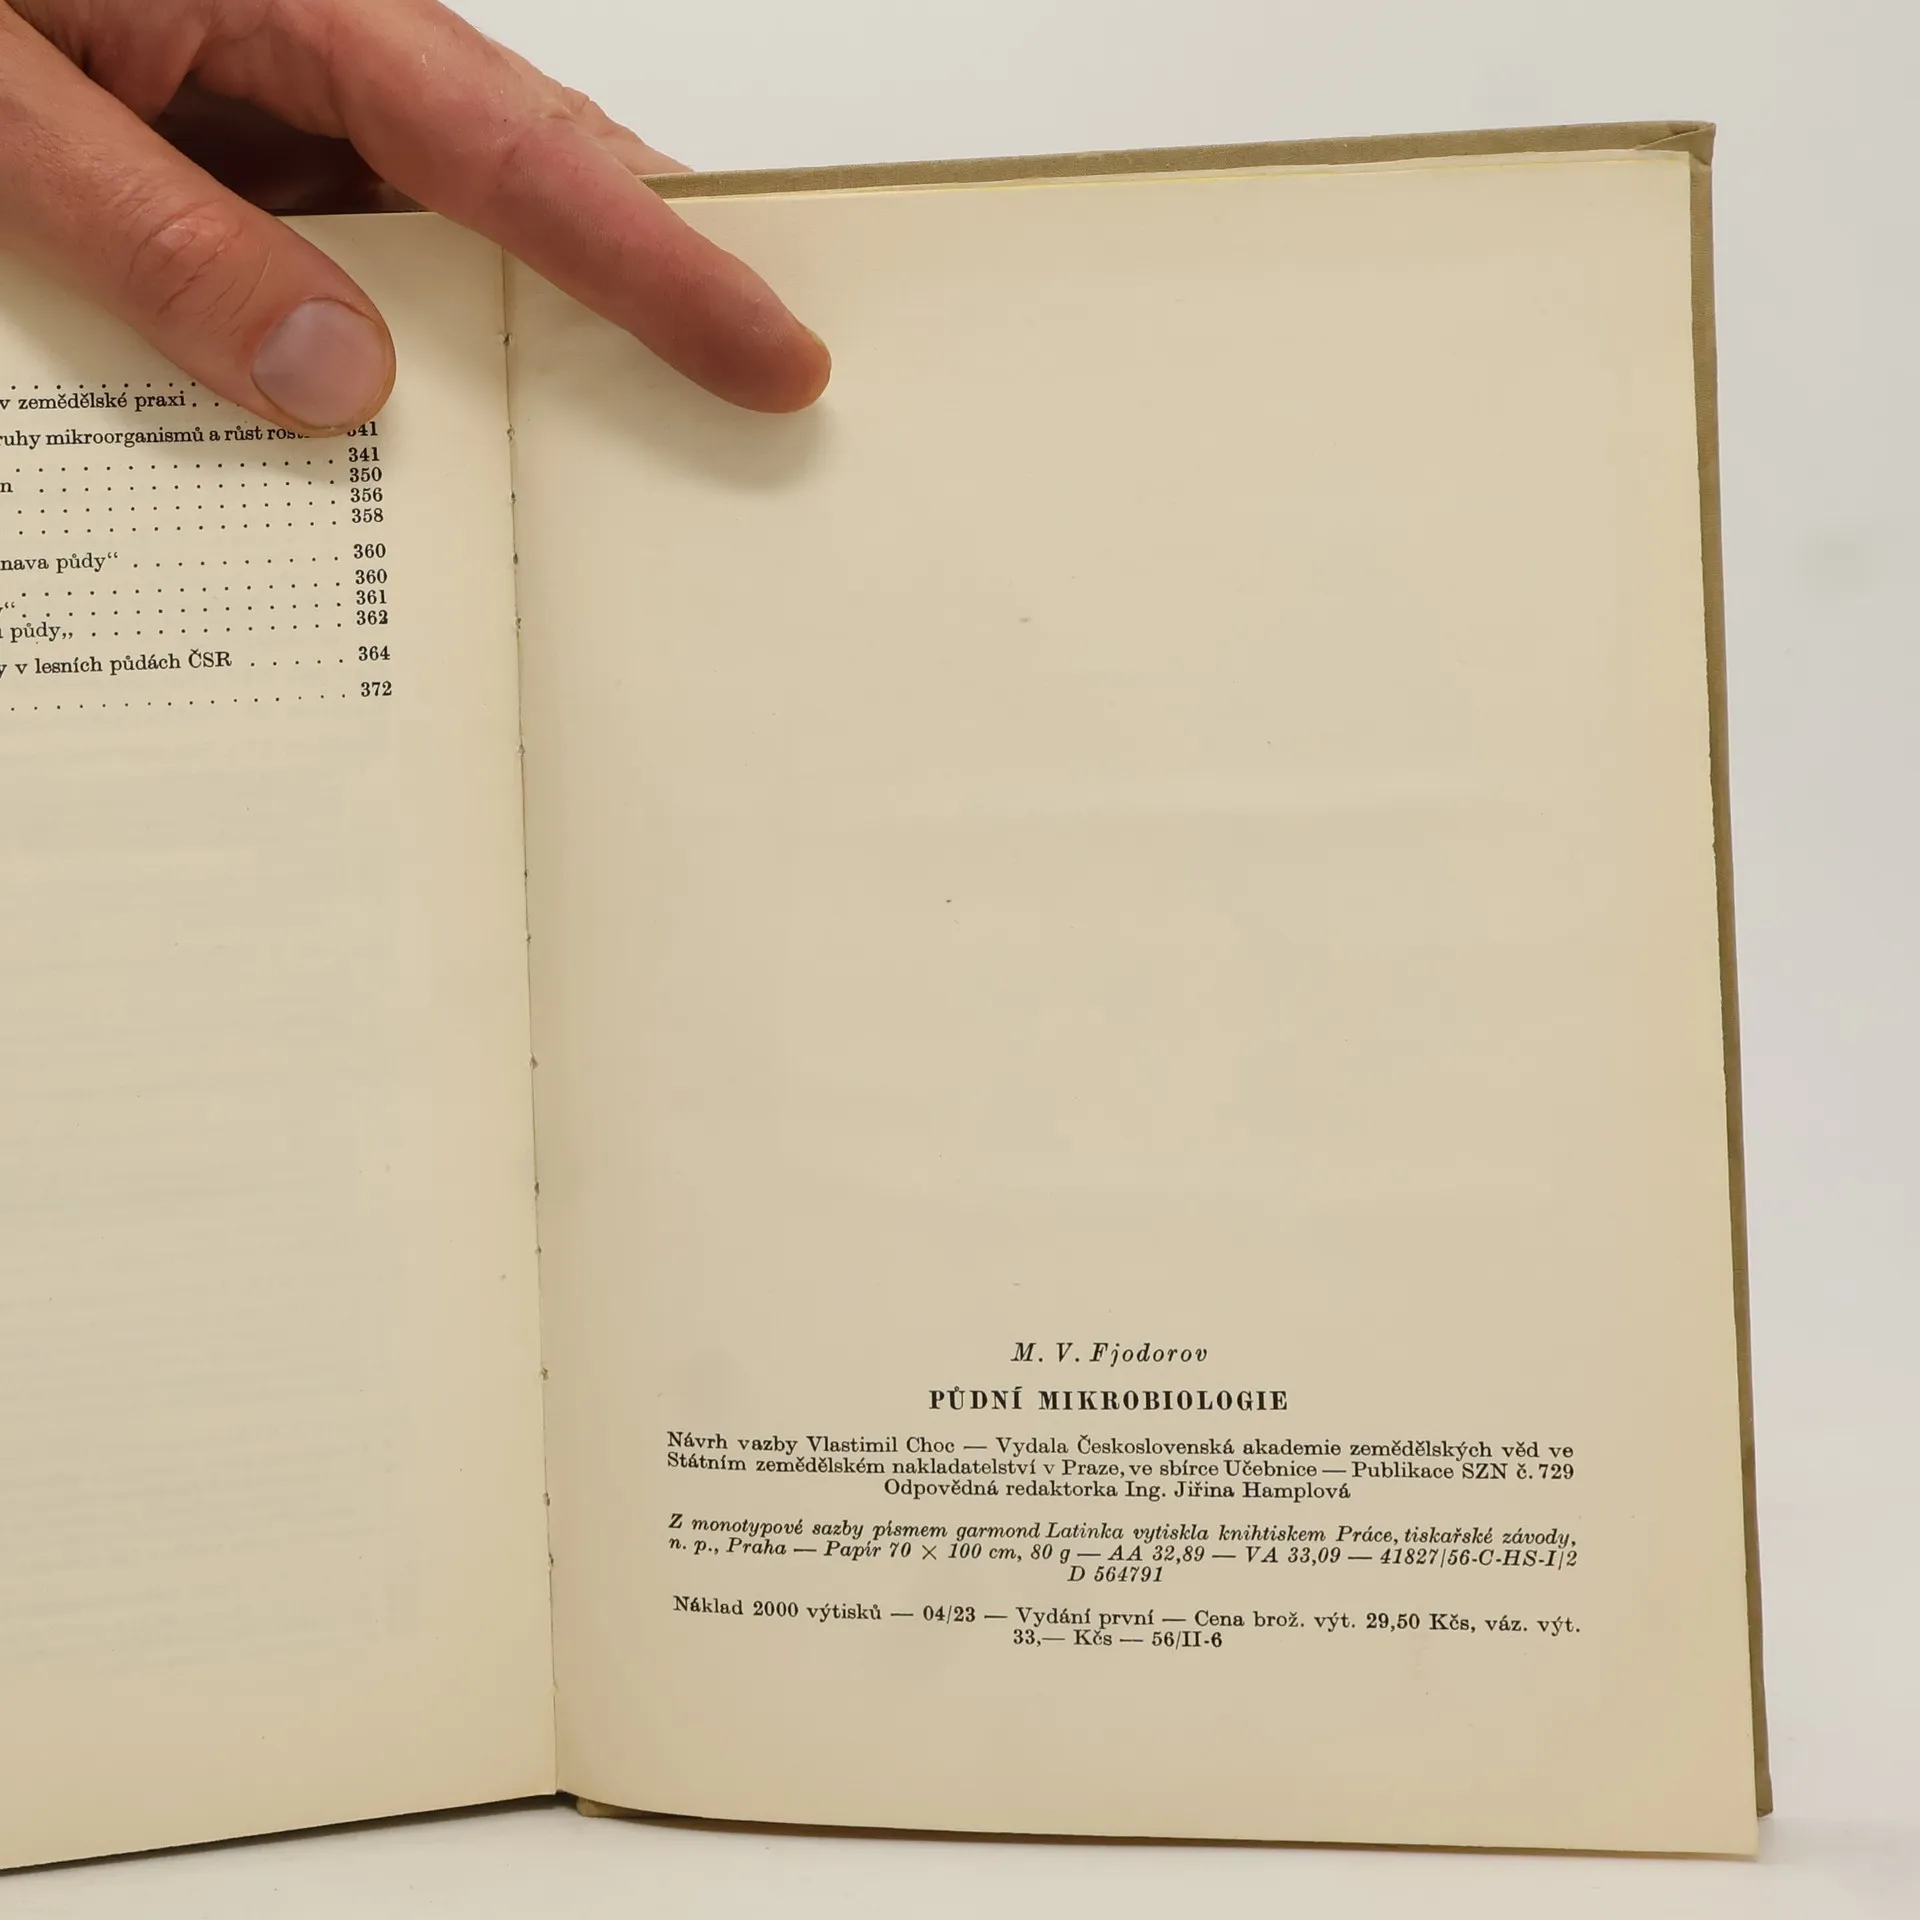 v zemědělské praxi . .
mikroorganismů a růst 341
. . . . . . . . . . . . . . . 341
. . . . . . . . . . . . . . 350
. . . . . . . . . . . . . . . 356
. . . . . . . . . . . . . . . 358
půdy“ . . . . . . . . . . 360
. . . . . . . . . . . . . . . 360
“. . . . . . . . . . . . . . . 361
půdy,, . . . . . . . . . . . . 362
v lesních půdách ČSR . . . . . 364
. . . . . . . . . . . . . . . . 372
M. V. Fjodorov
PŮDNÍ MIKROBIOLOGIE
Návrh vazby Vlastimil Choc — Vydala Československá akademie zemědělských věd ve
Státním zemědělském nakladatelství v Praze, ve sbírce Učebnice — Publikace SZN č. 729
Odpovědná redaktorka Ing. Jiřina Hamplová
Z monotypové sazby písmem garmond Latinka vytiskla knihtiskem Práce, tiskařské závody,
n. p., Praha — Papír 70 × 100 cm, 80 g — AA 32,89 — VA 33,09 — 41827/56-C-HS-I/2
D 564791
Náklad 2000 výtisků — 04/23 — Vydání první — Cena brož. výt. 29,50 Kčs, váz. výt.
33,— Kčs — 56/II-6